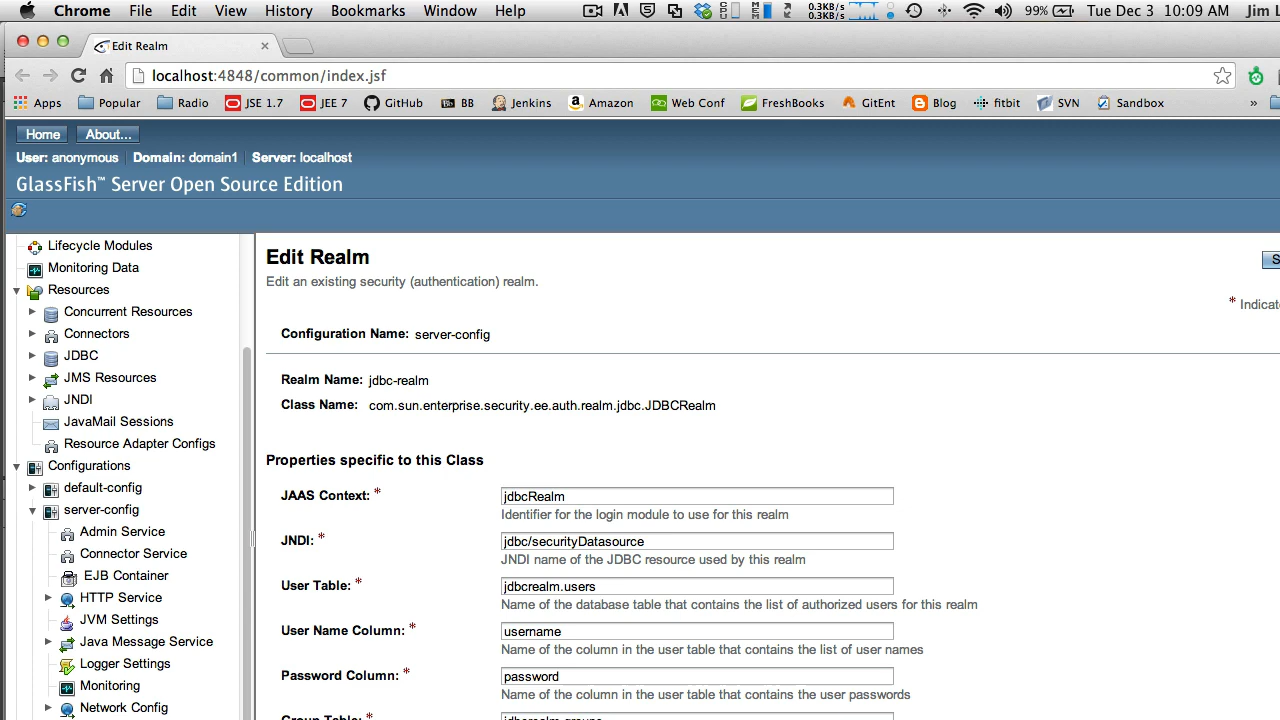 Chrome File Edit View History Bookmarks Window Help 0.3KB/s 0.3KB/s 99% Tue Dec 3 10:09 AM Jim L
Edit Realm
localhost:4848/common/index.jsf
Apps Popular Radio JSE 1.7 JEE 7 GitHub BB Jenkins Amazon Web Conf FreshBooks GitEnt Blog fitbit SVN Sandbox »
Home About...
User: anonymous Domain: domain1 Server: localhost
GlassFish™ Server Open Source Edition
Lifecycle Modules
Monitoring Data
Resources
Concurrent Resources
Connectors
JDBC
JMS Resources
JNDI
JavaMail Sessions
Resource Adapter Configs
Configurations
default-config
server-config
Admin Service
Connector Service
EJB Container
HTTP Service
JVM Settings
Java Message Service
Logger Settings
Monitoring
Network Config
Edit Realm
Edit an existing security (authentication) realm.
* Indicate
Configuration Name: server-config
Realm Name: jdbc-realm
Class Name: com.sun.enterprise.security.ee.auth.realm.jdbc.JDBCRealm
Properties specific to this Class
JAAS Context: * jdbcRealm
Identifier for the login module to use for this realm
JNDI: * jdbc/securityDatasource
JNDI name of the JDBC resource used by this realm
User Table: * jdbcrealm.users
Name of the database table that contains the list of authorized users for this realm
User Name Column: * username
Name of the column in the user table that contains the list of user names
Password Column: * password
Name of the column in the user table that contains the user passwords
Group Table: * jdbcrealm.groups